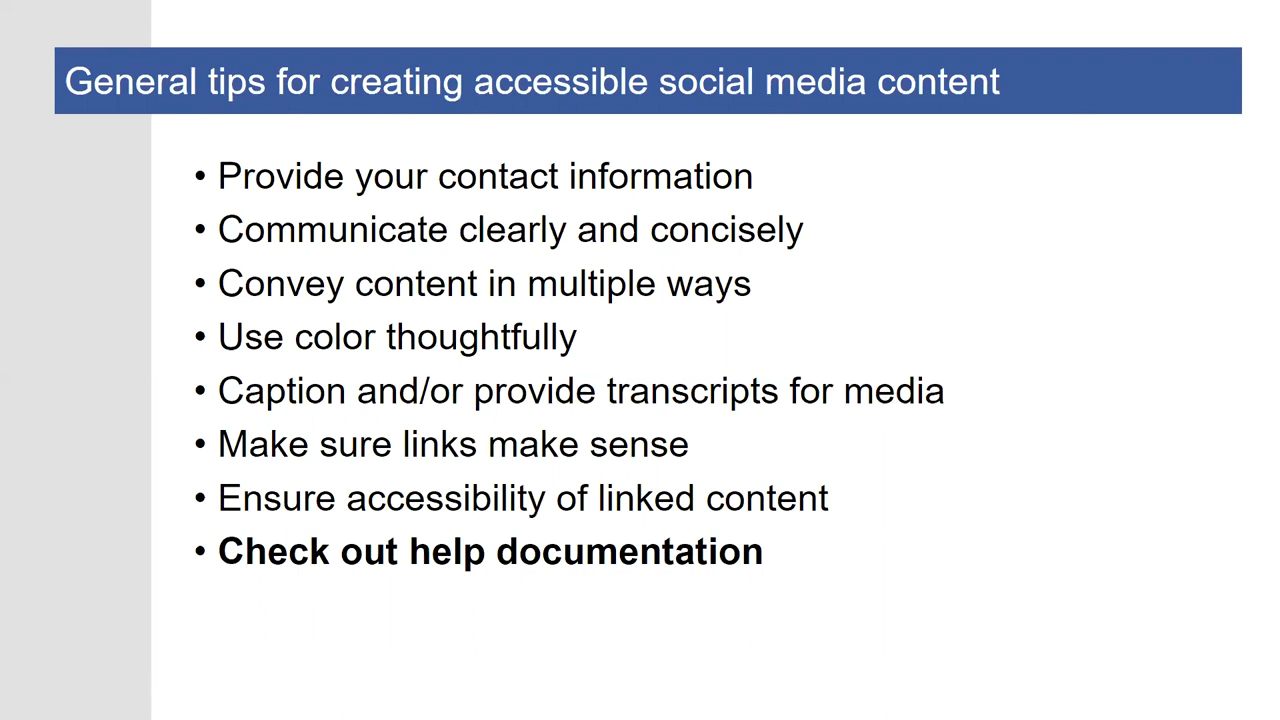 General tips for creating accessible social media content
• Provide your contact information
• Communicate clearly and concisely
• Convey content in multiple ways
• Use color thoughtfully
• Caption and/or provide transcripts for media
• Make sure links make sense
• Ensure accessibility of linked content
• Check out help documentation